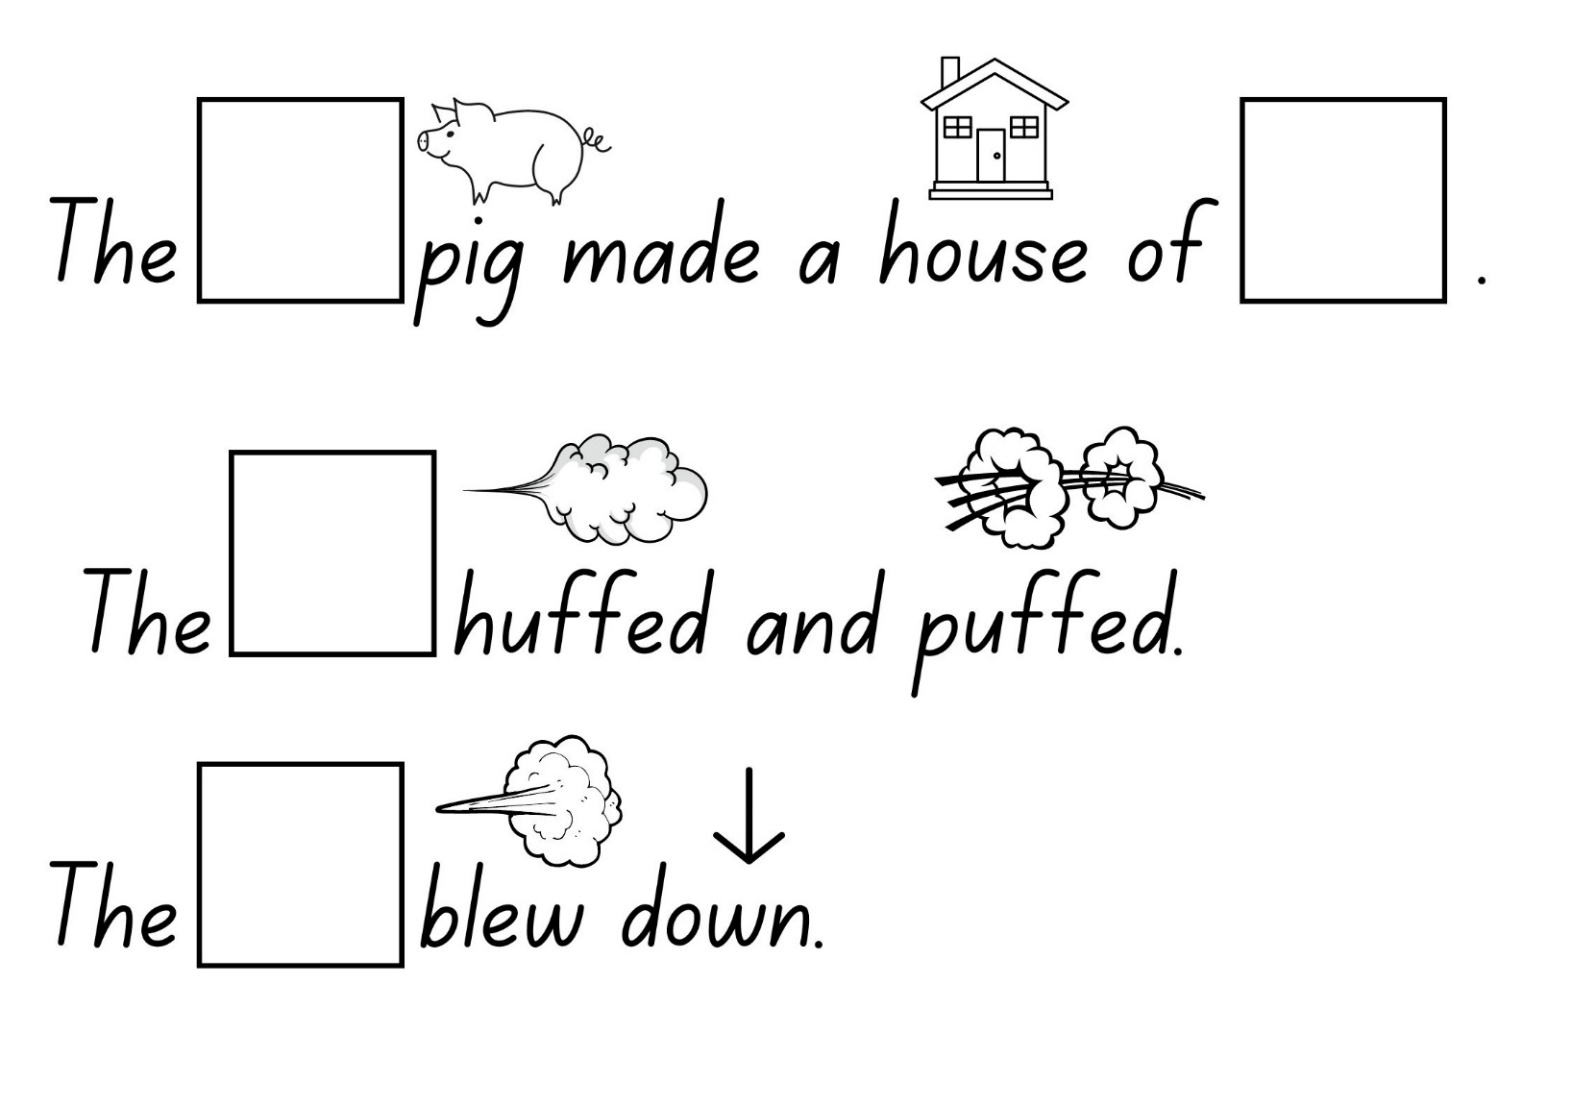 The pig made a house of .
The huffed and puffed.
The blew down.